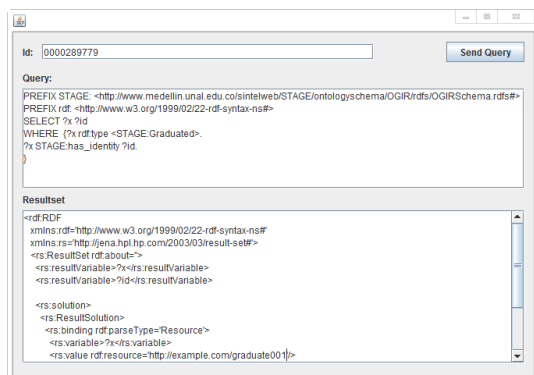 Id: 0000289779 Send Query
Query:
PREFIX STAGE: <http://www.medellin.unal.edu.co/sintelweb/STAGE/ontologyschema/OGIR/rdfs/OGIRSchema.rdfs#>
PREFIX rdf: <http://www.w3.org/1999/02/22-rdf-syntax-ns#>
SELECT ?x ?id
WHERE {?x rdf:type <STAGE:Graduated>.
?x STAGE:has_identity ?id.
}
Resultset
<rdf:RDF
xmlns:rdf='http://www.w3.org/1999/02/22-rdf-syntax-ns#'
xmlns:rs='http://jena.hpl.hp.com/2003/03/result-set#'>
<rs:ResultSet rdf:about=''>
<rs:resultVariable>?x</rs:resultVariable>
<rs:resultVariable>?id</rs:resultVariable>
<rs:solution>
<rs:ResultSolution>
<rs:binding rdf:parseType='Resource'>
<rs:variable>?x</rs:variable>
<rs:value rdf:resource='http://example.com/graduate001'/>